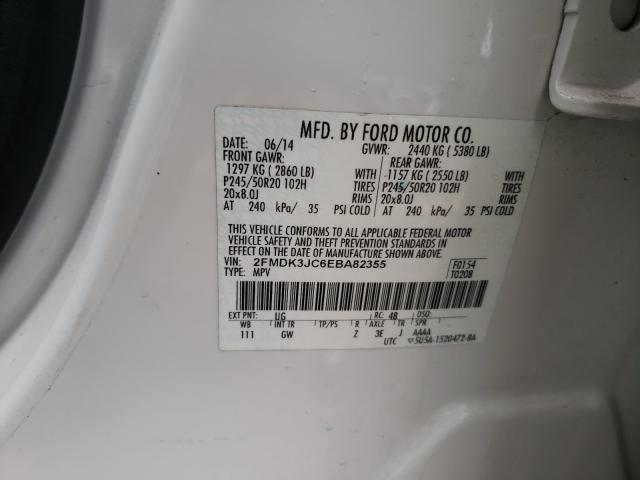 MFD. BY FORD MOTOR CO.
DATE: 06/14 GVWR: 2440 KG ( 5380 LB)
FRONT GAWR: REAR GAWR:
1297 KG ( 2860 LB) WITH 1157 KG ( 2550 LB) WITH
P245/50R20 102H TIRES P245/50R20 102H TIRES
20x8.0J RIMS 20x8.0J RIMS
AT 240 kPa/ 35 PSI COLD AT 240 kPa/ 35 PSI COLD
THIS VEHICLE CONFORMS TO ALL APPLICABLE FEDERAL MOTOR
VEHICLE SAFETY AND THEFT PREVENTION STANDARDS IN
EFFECT ON THE DATE OF MANUFACTURE SHOWN ABOVE.
VIN: 2FMDK3JC6EBA82355 F0154
TYPE: MPV T0208
EXT PNT: UG RC: 48 DSO:
WB INT TR TP/PS R AXLE TR SPR
111 GW Z 3E J AAAA
UTC 5U5A-1520472-BA